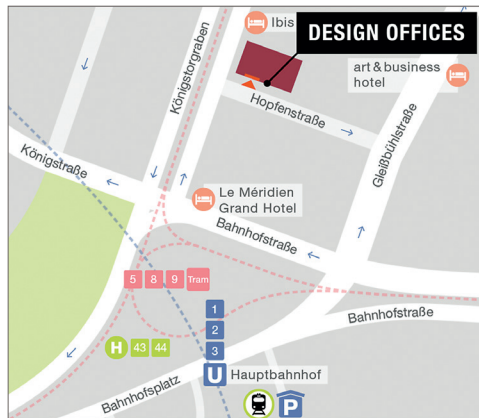 Ibis
DESIGN OFFICES
art & business
hotel
Königstorgraben
Hopfenstraße
Gleißbühlstraße
Königstraße
Le Méridien
Grand Hotel
Bahnhofstraße
5 8 9 Tram
1
2
3
H 43 44
Bahnhofstraße
U Hauptbahnhof
Bahnhofsplatz
P